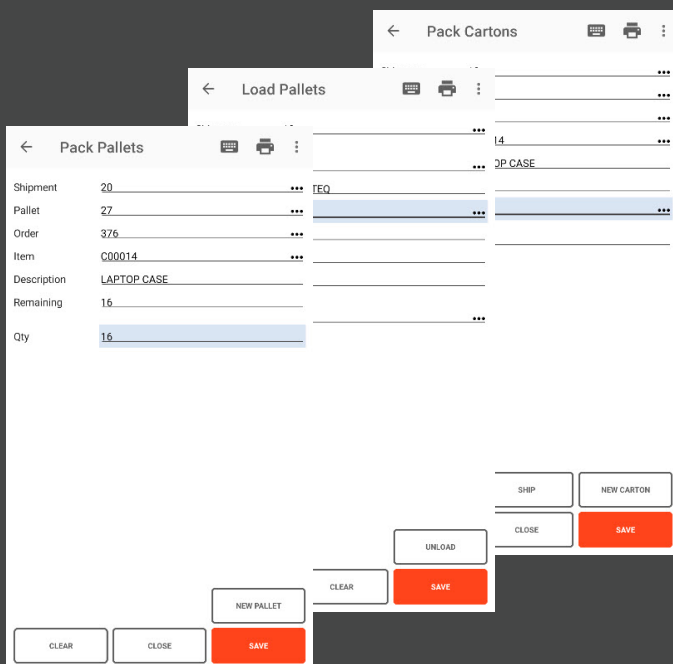 Pack Cartons
14
OP CASE
SHIP
NEW CARTON
CLOSE
SAVE
Load Pallets
TEQ
UNLOAD
CLEAR
SAVE
Pack Pallets
Shipment 20
Pallet 27
Order 376
Item C00014
Description LAPTOP CASE
Remaining 16
Qty 16
NEW PALLET
CLEAR
CLOSE
SAVE